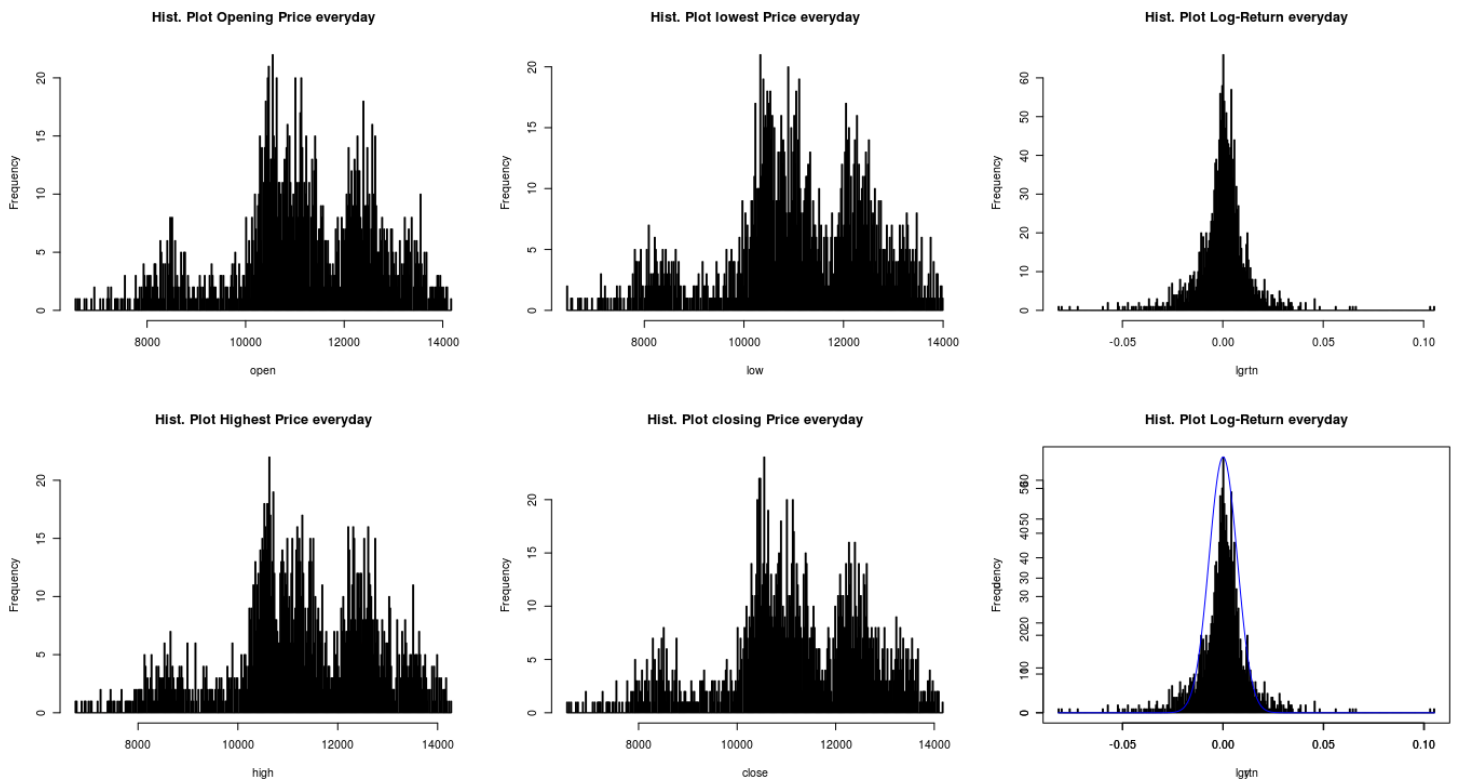 Hist. Plot Opening Price everyday
Frequency
0 5 10 15 20
8000 10000 12000 14000
open
Hist. Plot lowest Price everyday
Frequency
0 5 10 15 20
8000 10000 12000 14000
low
Hist. Plot Log-Return everyday
Frequency
0 10 20 30 40 50 60
-0.05 0.00 0.05 0.10
lgrtn
Hist. Plot Highest Price everyday
Frequency
0 5 10 15 20
8000 10000 12000 14000
high
Hist. Plot closing Price everyday
Frequency
0 5 10 15 20
8000 10000 12000 14000
close
Hist. Plot Log-Return everyday
-0.05 0.00 0.05 0.10